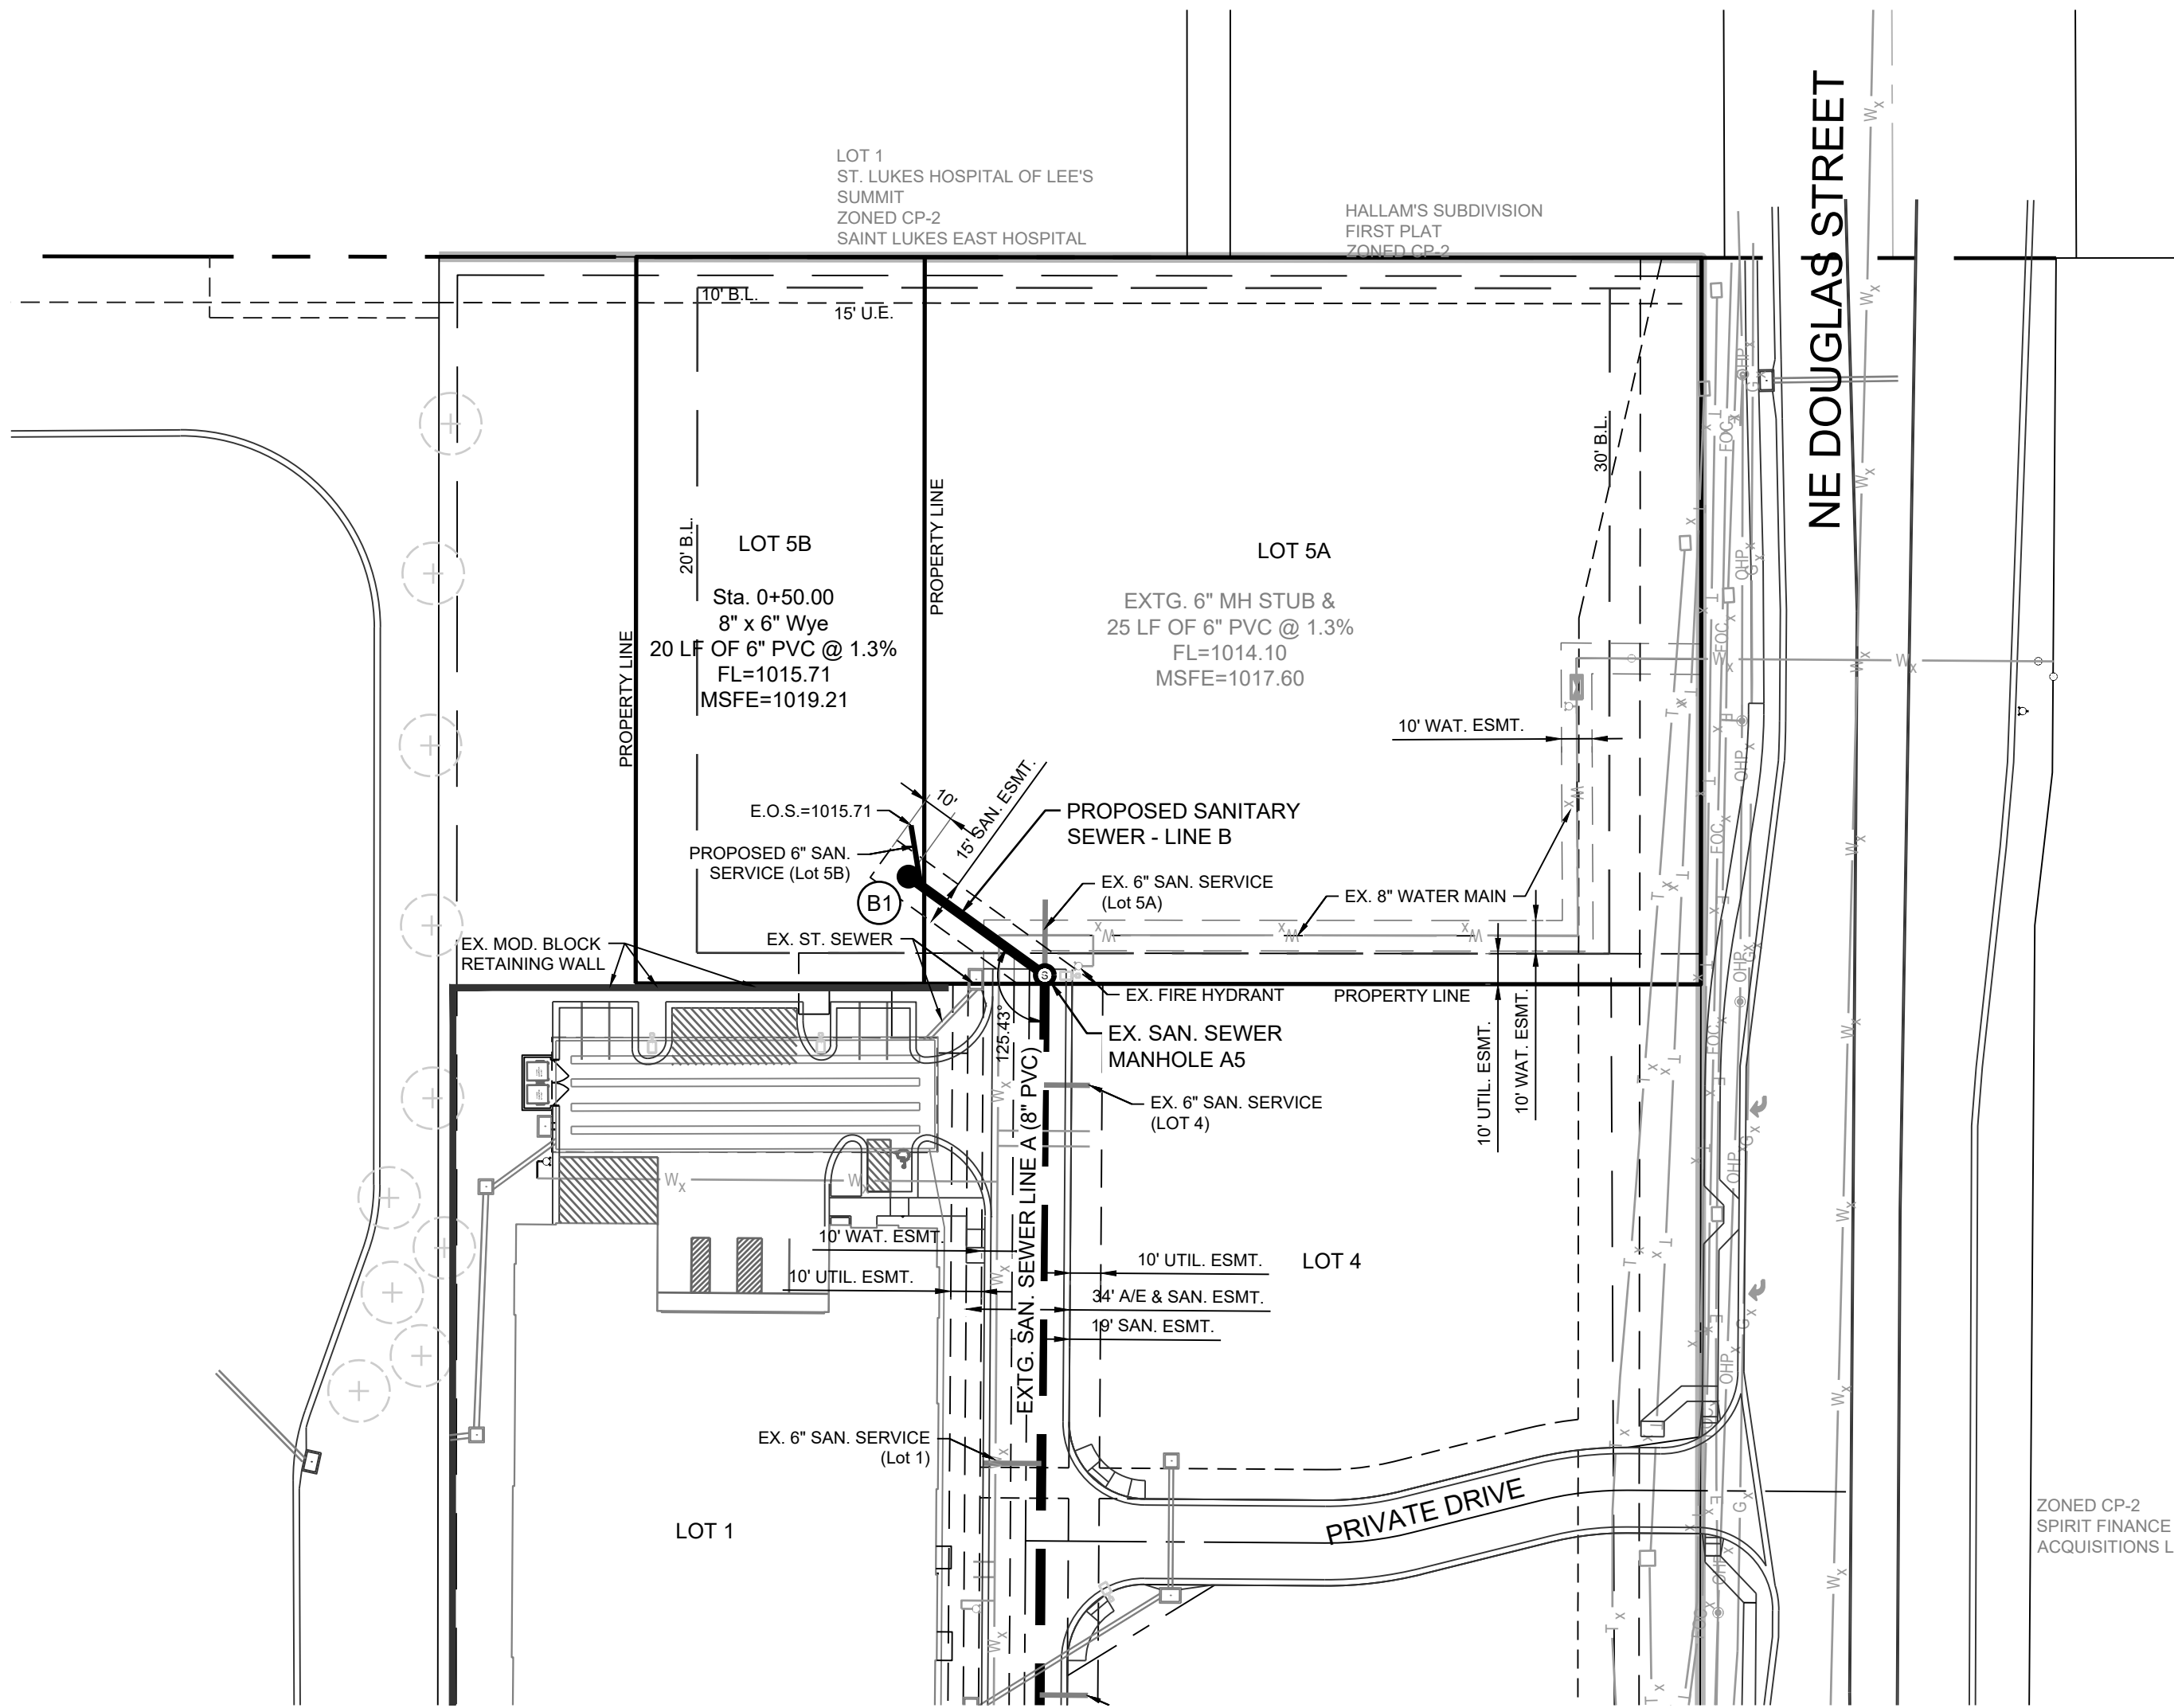 LOT 1
ST. LUKES HOSPITAL OF LEE'S
SUMMIT
ZONED CP-2
SAINT LUKES EAST HOSPITAL
HALLAM'S SUBDIVISION
FIRST PLAT
ZONED CP-2
NE DOUGLAS STREET
10' B.L.
15' U.E.
30' B.L.
20' B.L.
PROPERTY LINE
PROPERTY LINE
LOT 5B
Sta. 0+50.00
8" x 6" Wye
20 LF OF 6" PVC @ 1.3%
FL=1015.71
MSFE=1019.21
LOT 5A
EXTG. 6" MH STUB &
25 LF OF 6" PVC @ 1.3%
FL=1014.10
MSFE=1017.60
10' WAT. ESMT.
E.O.S.=1015.71
10'
15' SAN. ESMT.
PROPOSED SANITARY
SEWER - LINE B
PROPOSED 6" SAN.
SERVICE (Lot 5B)
B1
EX. 6" SAN. SERVICE
(Lot 5A)
EX. 8" WATER MAIN
EX. MOD. BLOCK
RETAINING WALL
EX. ST. SEWER
S
EX. FIRE HYDRANT
PROPERTY LINE
125.43°
EX. SAN. SEWER
MANHOLE A5
10' UTIL. ESMT.
10' WAT. ESMT.
EX. 6" SAN. SERVICE
(LOT 4)
EXTG. SAN. SEWER LINE A (8" PVC)
10' WAT. ESMT.
10' UTIL. ESMT.
10' UTIL. ESMT.
34' A/E & SAN. ESMT.
19' SAN. ESMT.
LOT 4
EX. 6" SAN. SERVICE
(Lot 1)
LOT 1
PRIVATE DRIVE
ZONED CP-2
SPIRIT FINANCE
ACQUISITIONS L